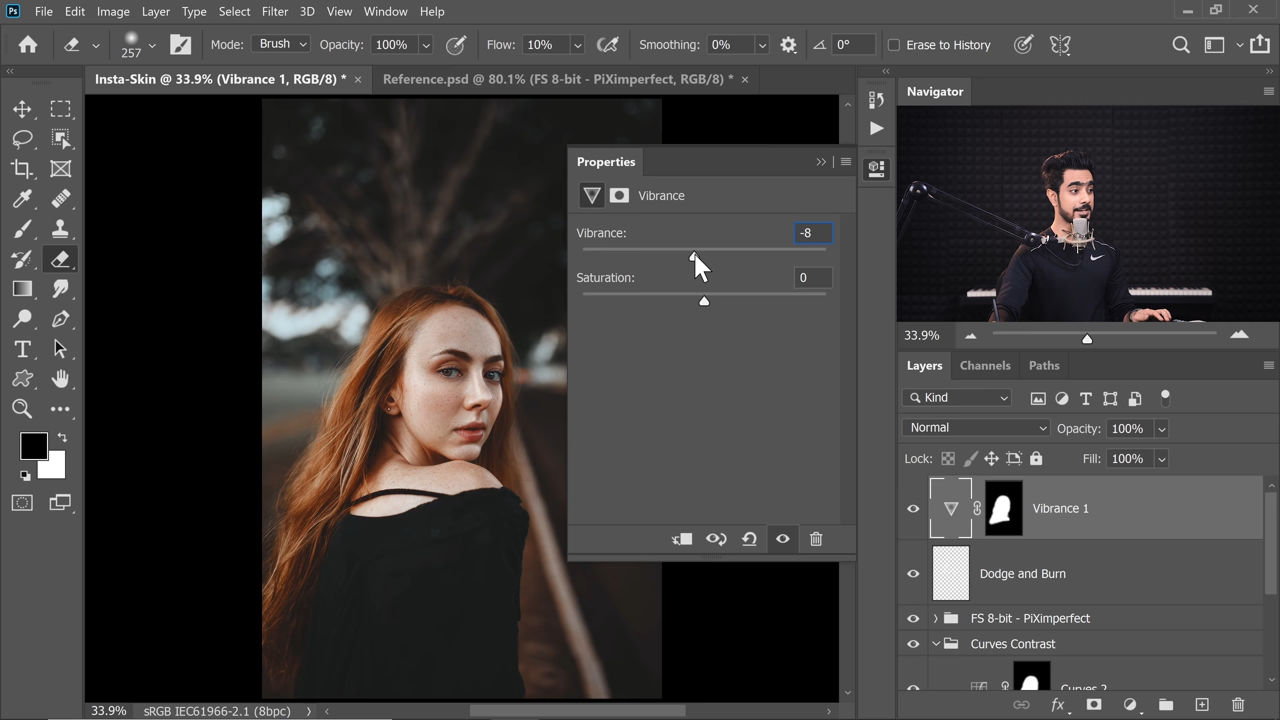 Ps File Edit Image Layer Type Select Filter 3D View Window Help
257 Mode: Brush Opacity: 100% Flow: 10% Smoothing: 0% 0° Erase to History
Insta-Skin @ 33.9% (Vibrance 1, RGB/8) * × Reference.psd @ 80.1% (FS 8-bit - PiXimperfect, RGB/8) * ×
Navigator
Properties
Vibrance
Vibrance: -8
Saturation: 0
33.9%
Layers Channels Paths
Kind
Normal Opacity: 100%
Lock: Fill: 100%
Vibrance 1
Dodge and Burn
FS 8-bit - PiXimperfect
Curves Contrast
Curves 2
33.9% sRGB IEC61966-2.1 (8bpc)